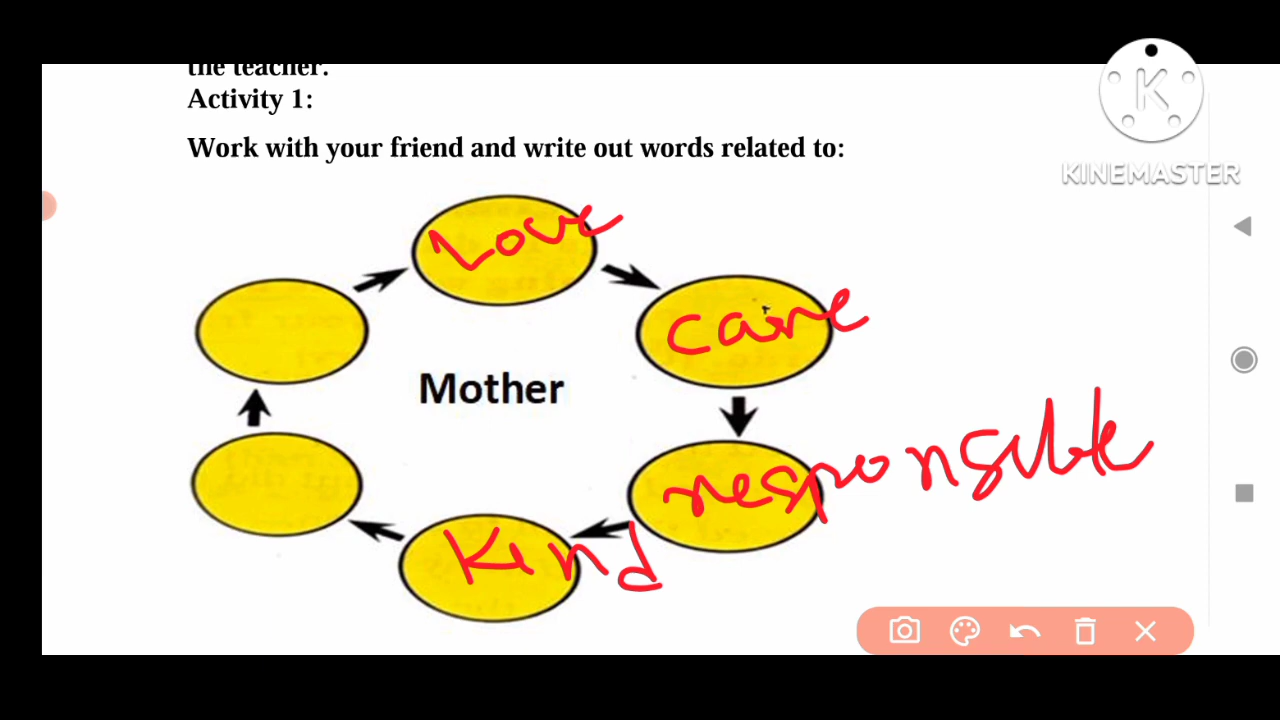 the teacher.
Activity 1:
K
KINEMASTER
Work with your friend and write out words related to:
Love
care
Mother
responsible
Kind